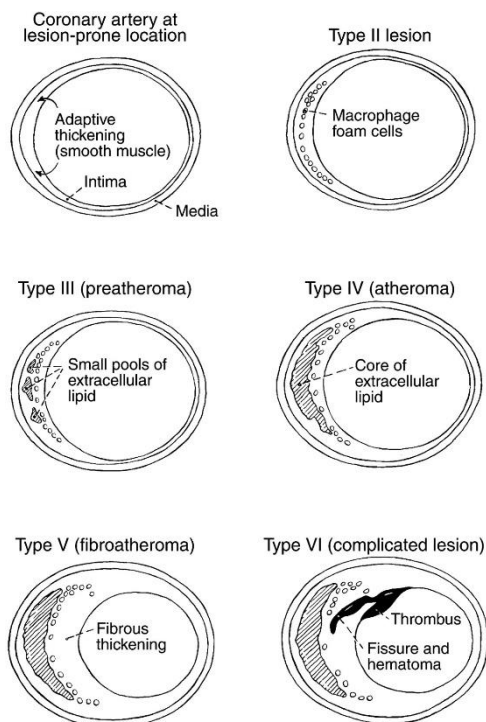 Coronary artery at
lesion-prone location
Adaptive
thickening
(smooth muscle)
Intima
Media
Type II lesion
Macrophage
foam cells
Type III (preatheroma)
Small pools of
extracellular
lipid
Type IV (atheroma)
Core of
extracellular
lipid
Type V (fibroatheroma)
Fibrous
thickening
Type VI (complicated lesion)
Thrombus
Fissure and
hematoma